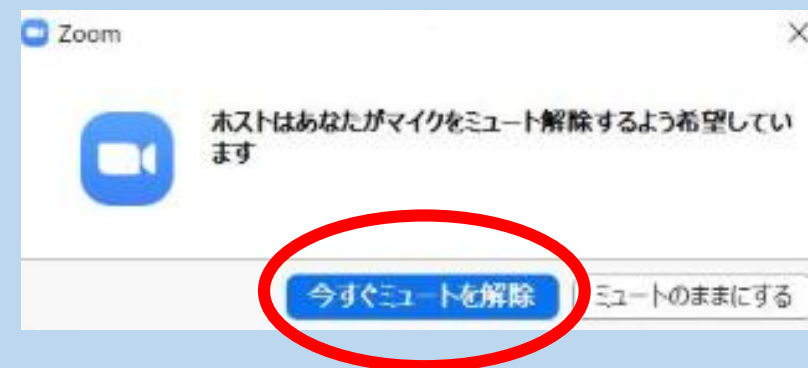 Zoom
ホストはあなたがマイクをミュート解除するよう希望してい
ます
今すぐミュートを解除
ミュートのままにする